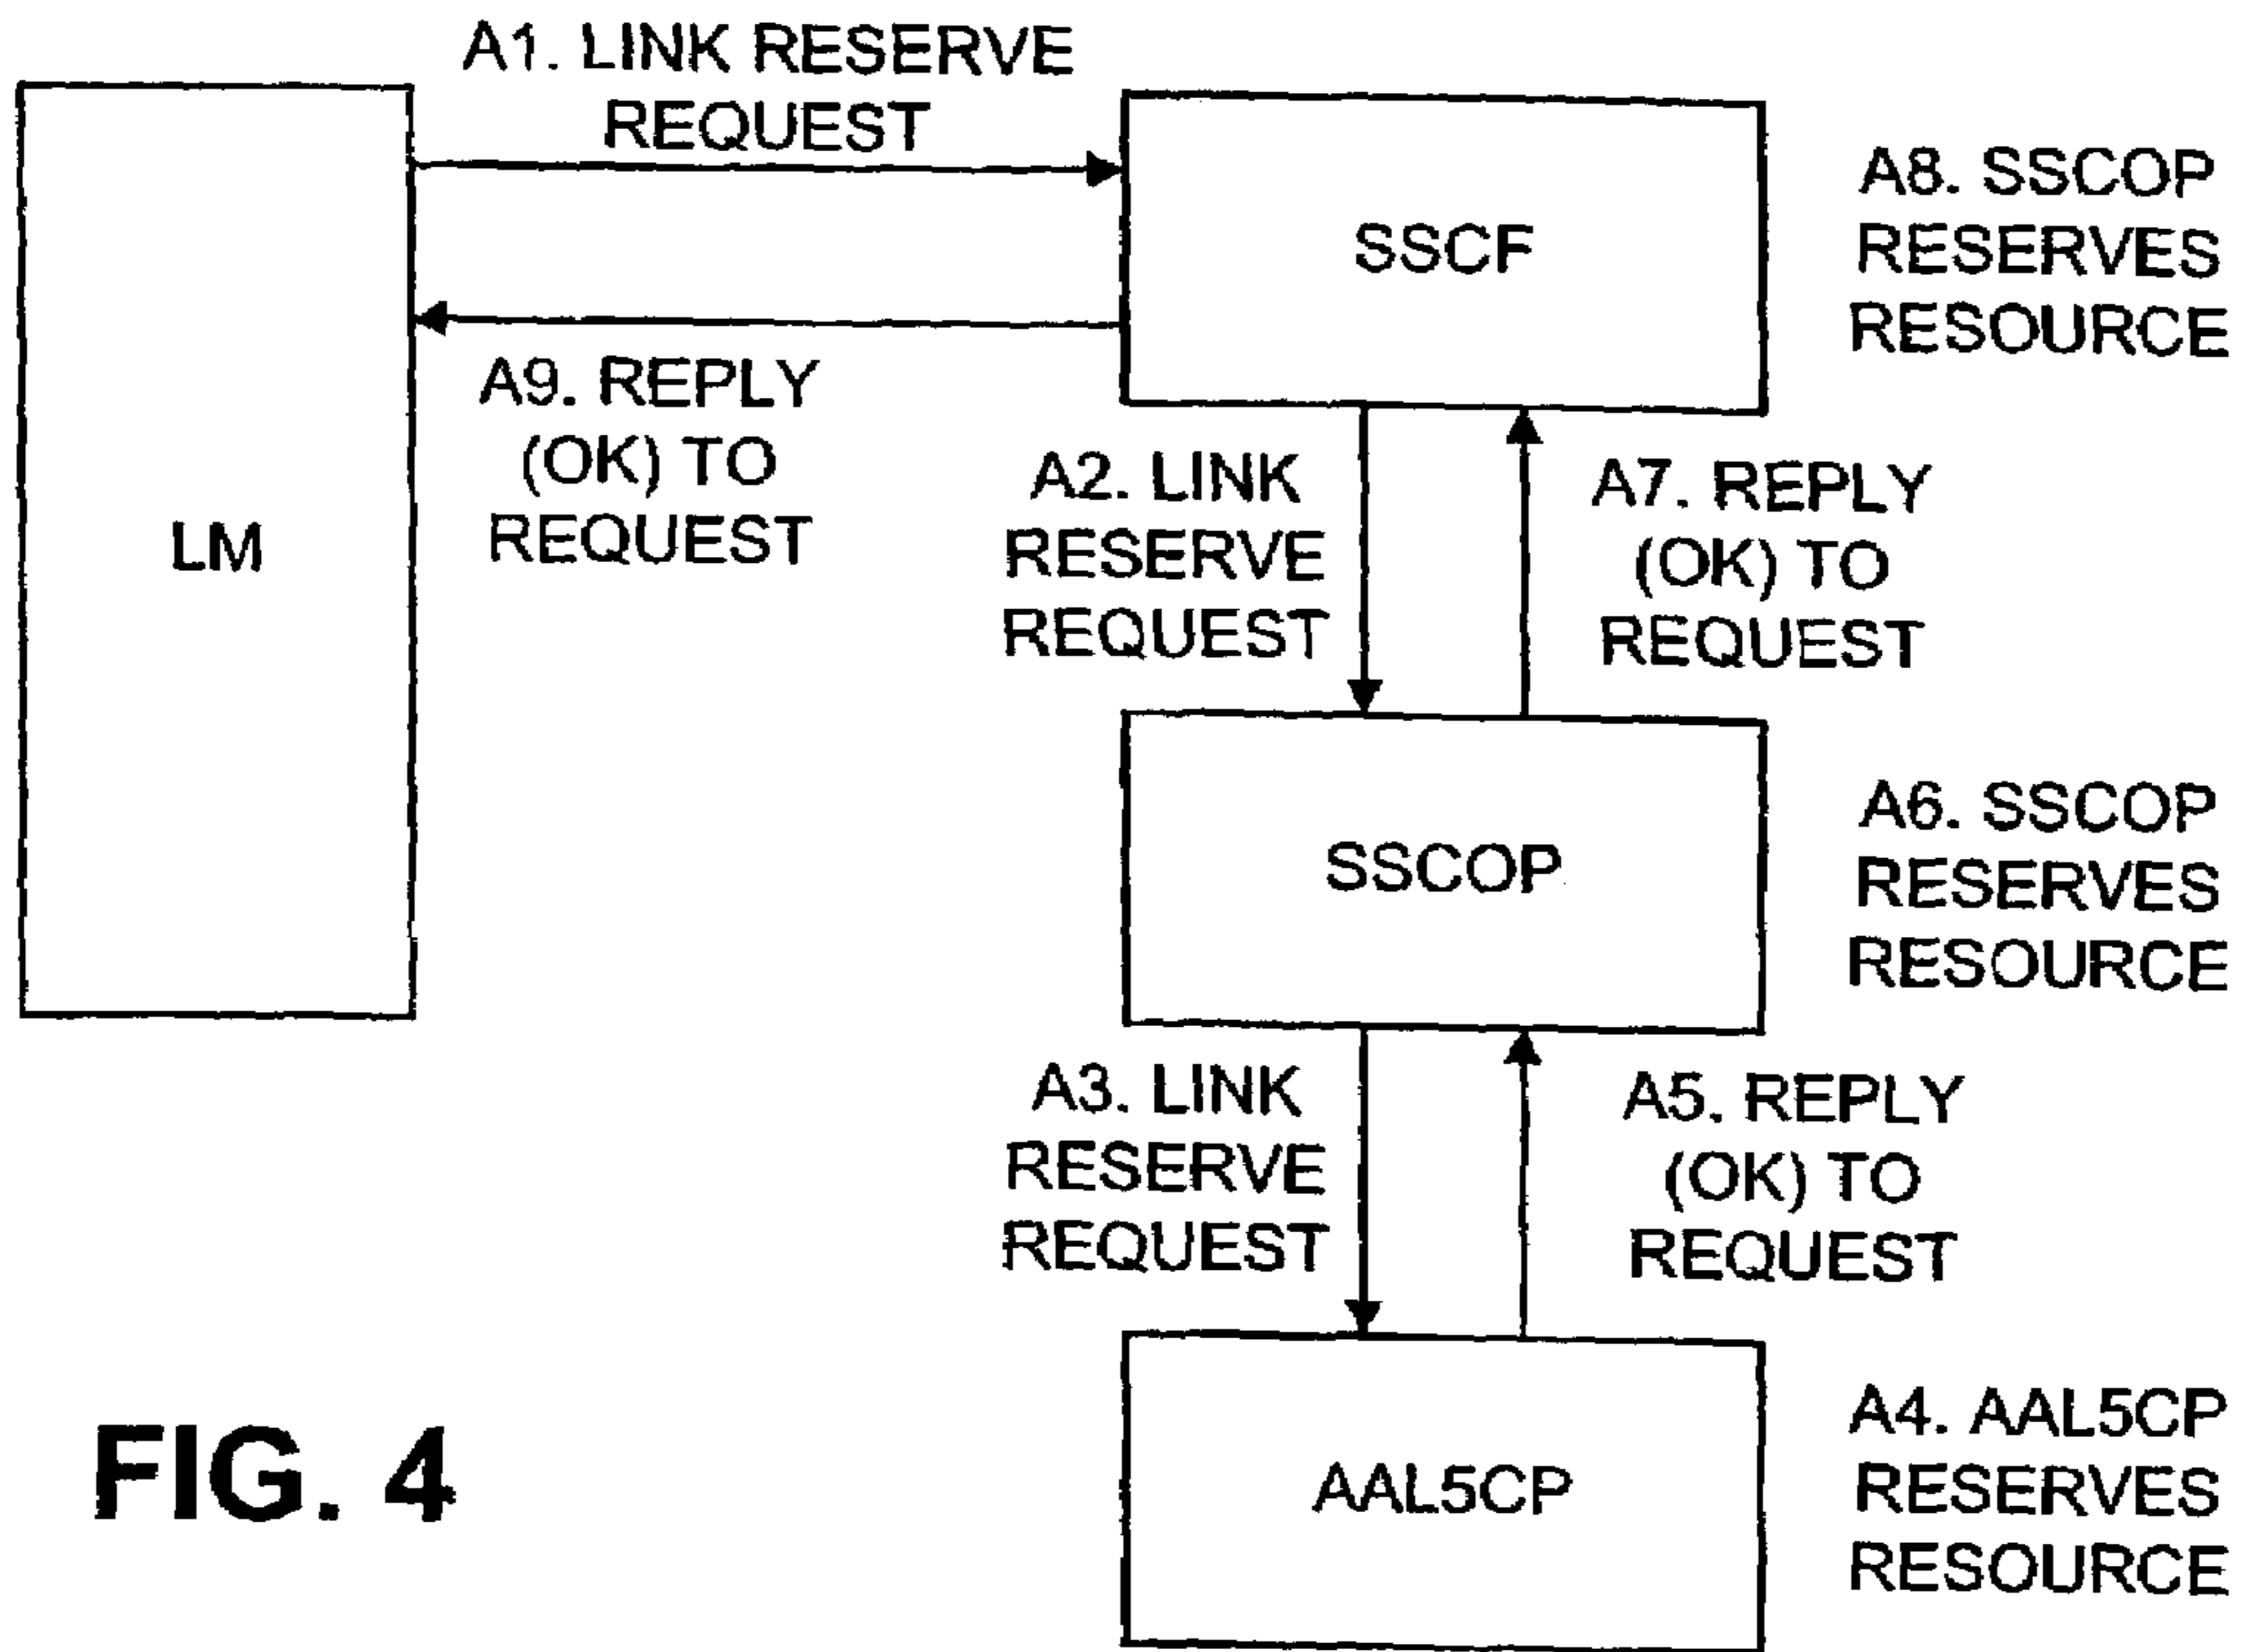 A1. LINK RESERVE
REQUEST
SSCF
A8. SSCOP
RESERVES
RESOURCE
A9. REPLY
(OK) TO
REQUEST
LM
A2. LINK
RESERVE
REQUEST
A7. REPLY
(OK) TO
REQUEST
SSCOP
A6. SSCOP
RESERVES
RESOURCE
A3. LINK
RESERVE
REQUEST
A5. REPLY
(OK) TO
REQUEST
AAL5CP
A4. AAL5CP
RESERVES
RESOURCE
FIG. 4